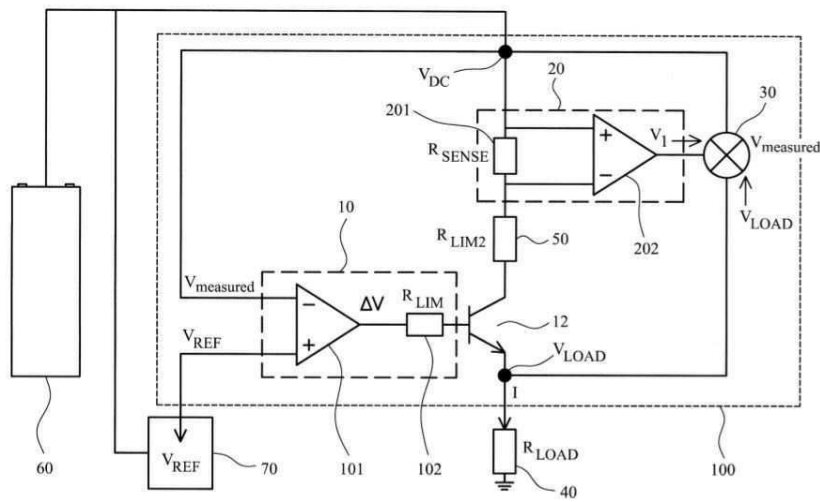 V_DC
20
201
30
V_1
V_measured
R_SENSE
V_LOAD
10
R_LIM2
50
202
V_measured
ΔV
R_LIM
12
V_REF
V_LOAD
I
V_REF
R_LOAD
60
70
101
102
40
100
+
−
−
+